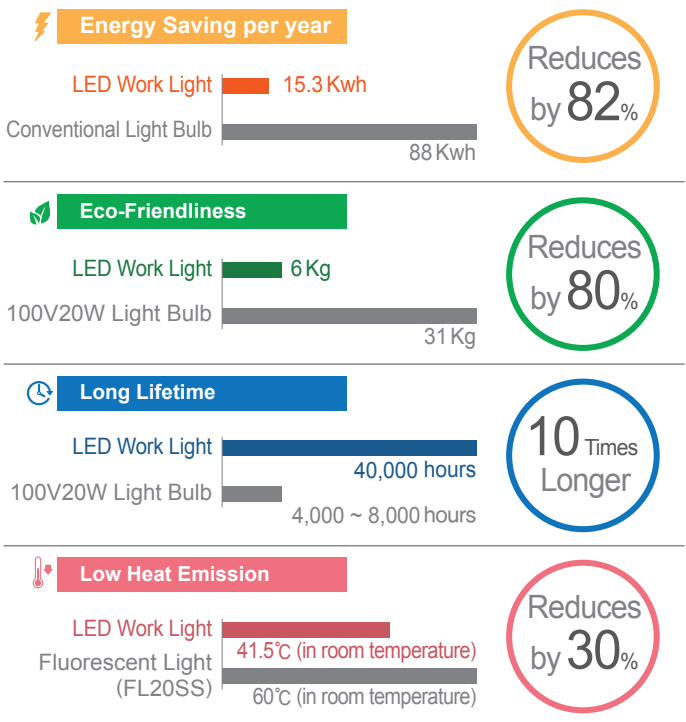 Energy Saving per year
LED Work Light 15.3 Kwh
Conventional Light Bulb
88 Kwh
Reduces
by 82%
Eco-Friendliness
LED Work Light 6 Kg
100V20W Light Bulb
31 Kg
Reduces
by 80%
Long Lifetime
LED Work Light
40,000 hours
100V20W Light Bulb
4,000 ~ 8,000 hours
10 Times
Longer
Low Heat Emission
LED Work Light
41.5℃ (in room temperature)
Fluorescent Light
(FL20SS)
60℃ (in room temperature)
Reduces
by 30%